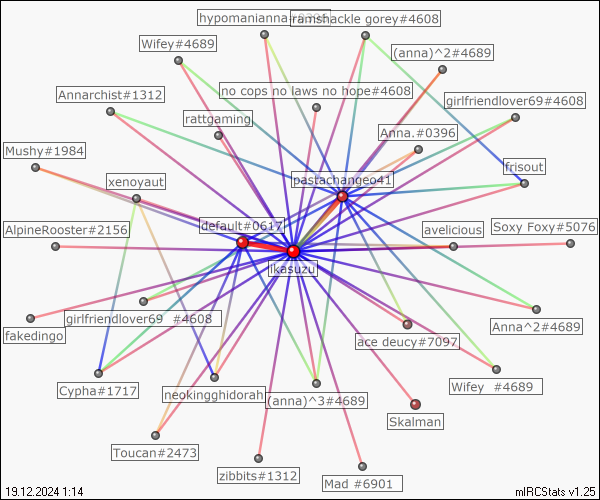 hypomanianna
ramshackle gorey#4608
Wifey#4689
(anna)^2#4689
Annarchist#1312
no cops no laws no hope#4608
girlfriendlover69#4608
rattgaming
Anna.#0396
Mushy#1984
xenoyaut
pastachangeo41
frisout
AlpineRooster#2156
default#0617
avelicious
Soxy Foxy#5076
ikasuzu
girlfriendlover69 #4608
Anna^2#4689
fakedingo
ace deucy#7097
Cypha#1717
neokingghidorah
(anna)^3#4689
Wifey #4689
Skalman
Toucan#2473
zibbits#1312
Mad #6901
19.12.2024 1:14
mIRCStats v1.25